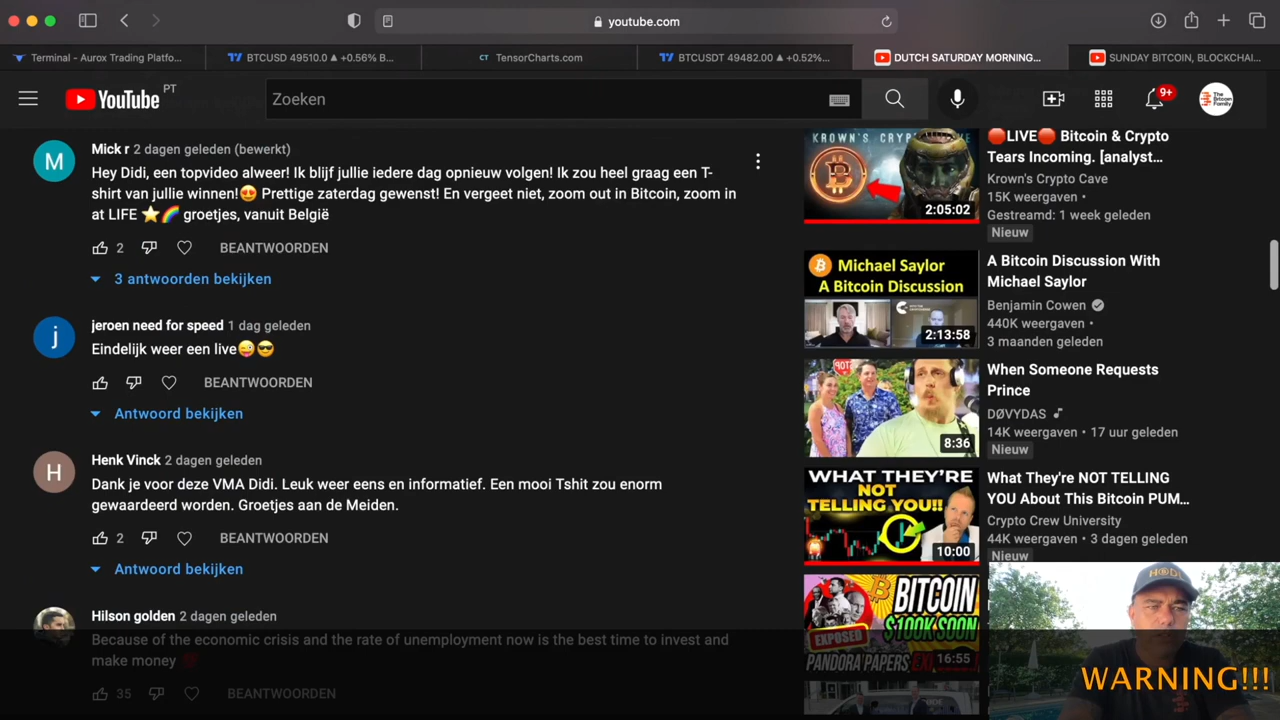 youtube.com
Terminal - Aurox Trading Platfo...
BTCUSD 49510.0 ▲ +0.56% B...
TensorCharts.com
BTCUSDT 49482.00 ▲ +0.52%...
DUTCH SATURDAY MORNING...
SUNDAY BITCOIN, BLOCKCHAI...
YouTube PT
Zoeken
9+
The Bitcoin Family
M
Mick r 2 dagen geleden (bewerkt)
Hey Didi, een topvideo alweer! Ik blijf jullie iedere dag opnieuw volgen! Ik zou heel graag een T-
shirt van jullie winnen!😍 Prettige zaterdag gewenst! En vergeet niet, zoom out in Bitcoin, zoom in
at LIFE ⭐🌈 groetjes, vanuit België
2
BEANTWOORDEN
3 antwoorden bekijken
j
jeroen need for speed 1 dag geleden
Eindelijk weer een live😜😎
BEANTWOORDEN
Antwoord bekijken
H
Henk Vinck 2 dagen geleden
Dank je voor deze VMA Didi. Leuk weer eens en informatief. Een mooi Tshit zou enorm
gewaardeerd worden. Groetjes aan de Meiden.
2
BEANTWOORDEN
Antwoord bekijken
Hilson golden 2 dagen geleden
Because of the economic crisis and the rate of unemployment now is the best time to invest and
make money 💯
35
BEANTWOORDEN
KROWN'S CRYPTO CAVE
2:05:02
🛑LIVE🛑 Bitcoin & Crypto
Tears Incoming. [analyst...
Krown's Crypto Cave
15K weergaven •
Gestreamd: 1 week geleden
Nieuw
Michael Saylor
A Bitcoin Discussion
2:13:58
A Bitcoin Discussion With
Michael Saylor
Benjamin Cowen
440K weergaven •
3 maanden geleden
STOP
8:36
When Someone Requests
Prince
DØVYDAS
14K weergaven • 17 uur geleden
Nieuw
WHAT THEY'RE
NOT
TELLING
YOU!!
10:00
What They're NOT TELLING
YOU About This Bitcoin PUM...
Crypto Crew University
44K weergaven • 3 dagen geleden
Nieuw
BITCOIN
$100K SOON
EXPOSED
PANDORA PAPERS
16:55
HODL
WARNING!!!